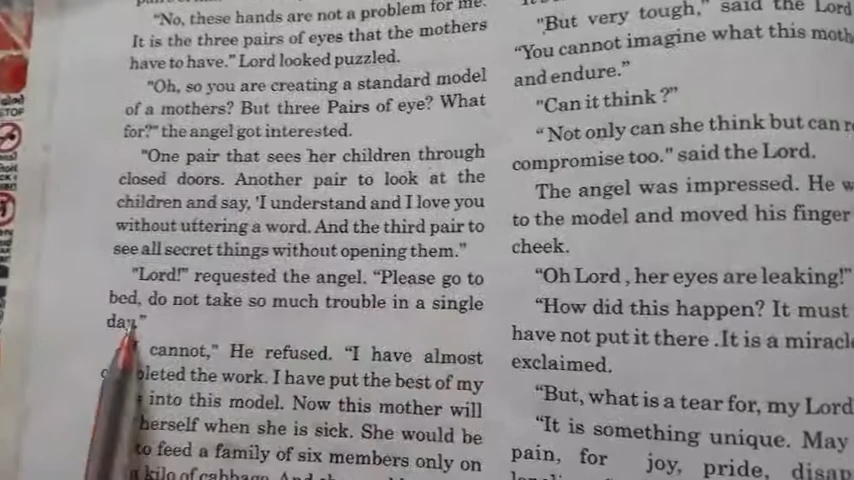 "No, these hands are not a problem for me.
It is the three pairs of eyes that the mothers
have to have." Lord looked puzzled.
"Oh, so you are creating a standard model
of a mothers? But three Pairs of eye? What
for?" the angel got interested.
"One pair that sees her children through
closed doors. Another pair to look at the
children and say, 'I understand and I love you
without uttering a word. And the third pair to
see all secret things without opening them."
"Lord!" requested the angel. "Please go to
bed, do not take so much trouble in a single
day."
cannot," He refused. "I have almost
the work. I have put the best of my
into this model. Now this mother will
herself when she is sick. She would be
to feed a family of six members only on
kilo of cabbage. And the
"But very tough," said the Lord
"You cannot imagine what this
and endure."
"Can it think?"
"Not only can she think but can
compromise too." said the Lord.
The angel was impressed. He
to the model and moved his finger
cheek.
"Oh Lord , her eyes are leaking!"
"How did this happen? It must
have not put it there .It is a
exclaimed.
"But, what is a tear for, my Lord
"It is something unique. May
pain, for joy, pride,
STOP